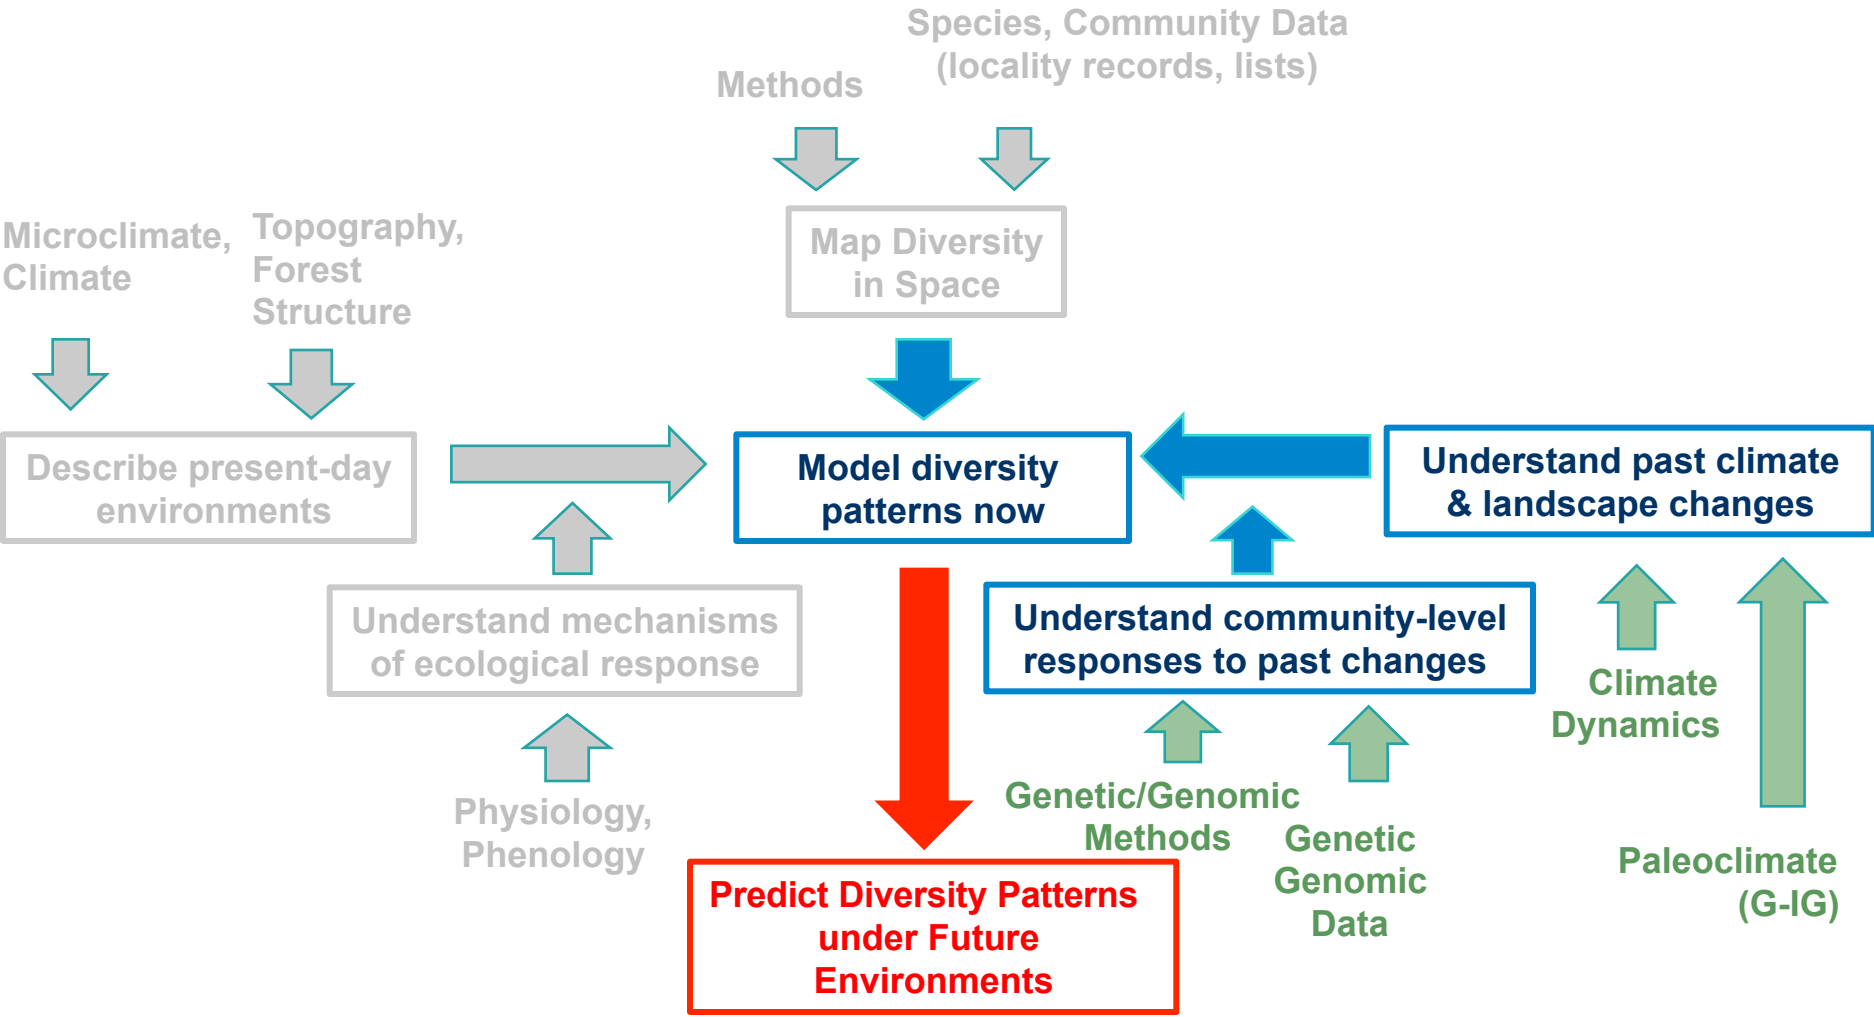 Species, Community Data
(locality records, lists)
Methods
Microclimate,
Climate
Topography,
Forest
Structure
Map Diversity
in Space
Describe present-day
environments
Model diversity
patterns now
Understand past climate
& landscape changes
Understand mechanisms
of ecological response
Understand community-level
responses to past changes
Climate
Dynamics
Physiology,
Phenology
Genetic/Genomic
Methods
Genetic
Genomic
Data
Paleoclimate
(G-IG)
Predict Diversity Patterns
under Future
Environments